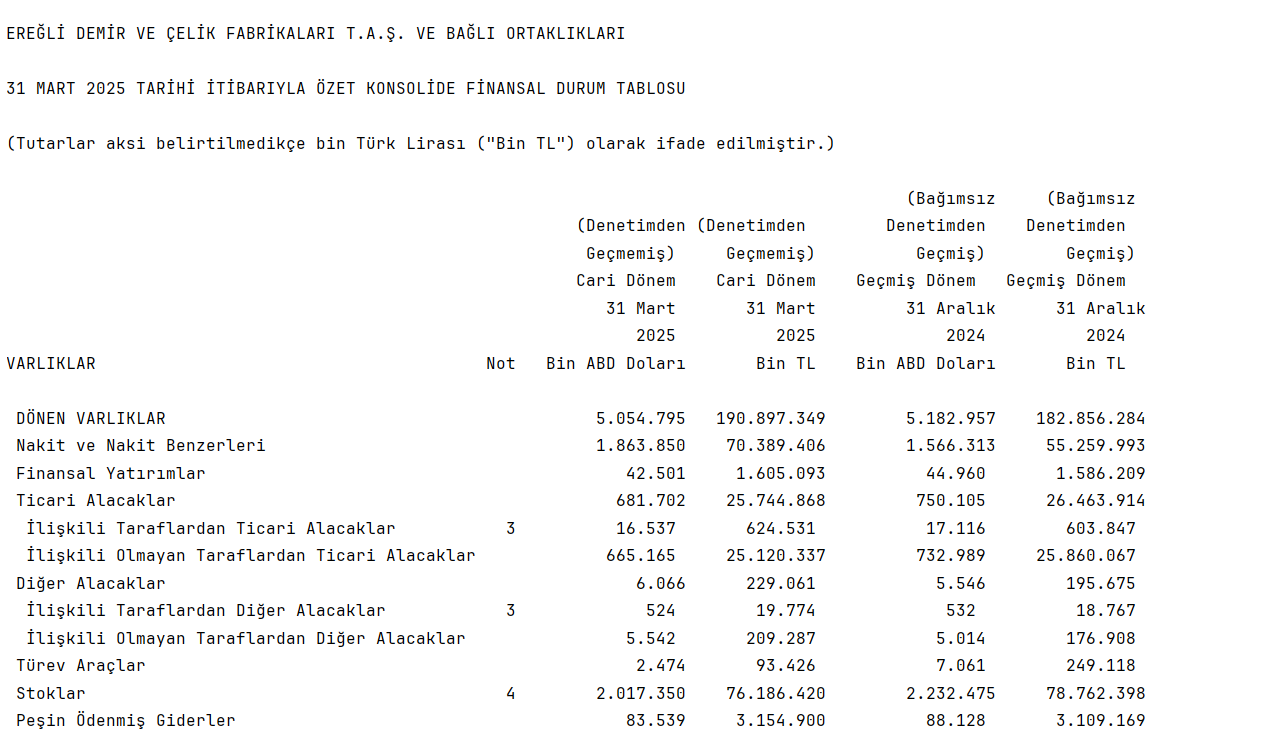 EREĞLİ DEMİR VE ÇELİK FABRİKALARI T.A.Ş. VE BAĞLI ORTAKLIKLARI
31 MART 2025 TARİHİ İTİBARIYLA ÖZET KONSOLİDE FİNANSAL DURUM TABLOSU
(Tutarlar aksi belirtilmedikçe bin Türk Lirası ("Bin TL") olarak ifade edilmiştir.)
(Bağımsız (Bağımsız
(Denetimden (Denetimden Denetimden Denetimden
Geçmemiş) Geçmemiş) Geçmiş) Geçmiş)
Cari Dönem Cari Dönem Geçmiş Dönem Geçmiş Dönem
31 Mart 31 Mart 31 Aralık 31 Aralık
2025 2025 2024 2024
VARLIKLAR Not Bin ABD Doları Bin TL Bin ABD Doları Bin TL
DÖNEN VARLIKLAR 5.054.795 190.897.349 5.182.957 182.856.284
Nakit ve Nakit Benzerleri 1.863.850 70.389.406 1.566.313 55.259.993
Finansal Yatırımlar 42.501 1.605.093 44.960 1.586.209
Ticari Alacaklar 681.702 25.744.868 750.105 26.463.914
İlişkili Taraflardan Ticari Alacaklar 3 16.537 624.531 17.116 603.847
İlişkili Olmayan Taraflardan Ticari Alacaklar 665.165 25.120.337 732.989 25.860.067
Diğer Alacaklar 6.066 229.061 5.546 195.675
İlişkili Taraflardan Diğer Alacaklar 3 524 19.774 532 18.767
İlişkili Olmayan Taraflardan Diğer Alacaklar 5.542 209.287 5.014 176.908
Türev Araçlar 2.474 93.426 7.061 249.118
Stoklar 4 2.017.350 76.186.420 2.232.475 78.762.398
Peşin Ödenmiş Giderler 83.539 3.154.900 88.128 3.109.169